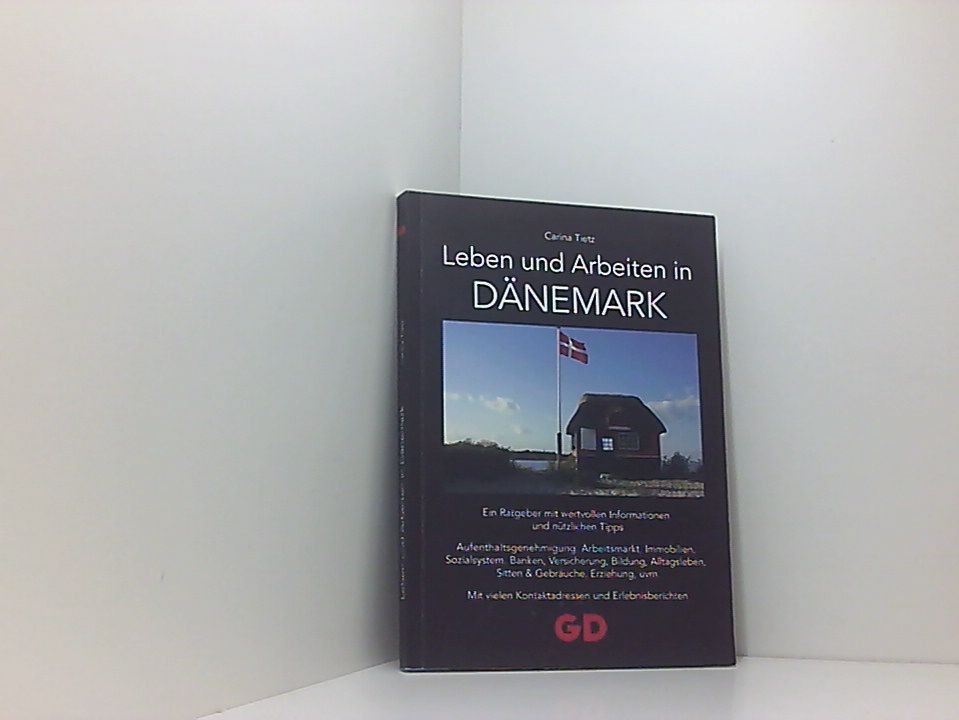 Carina Tietz
Leben und Arbeiten in
DÄNEMARK
Ein Ratgeber mit wertvollen Informationen
und nützlichen Tipps
Aufenthaltsgenehmigung, Arbeitsmarkt, Immobilien,
Sozialsystem, Banken, Versicherung, Bildung, Alltagsleben,
Sitten & Gebräuche, Erziehung, uvm.
Mit vielen Kontaktadressen und Erlebnisberichten
GD